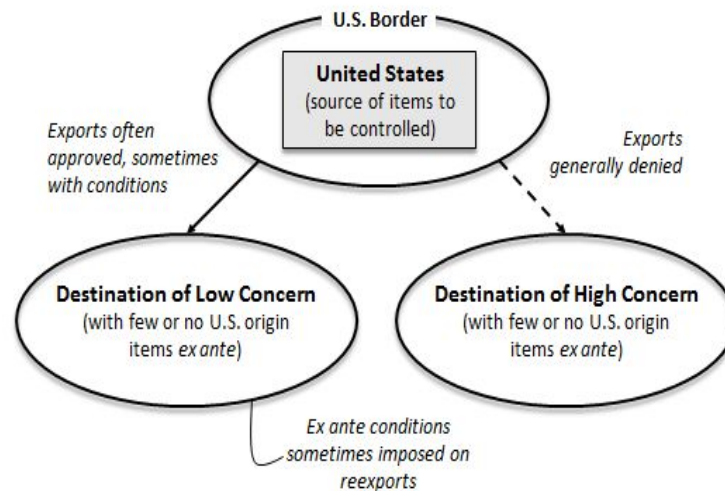 U.S. Border
United States
(source of items to
be controlled)
Exports often
approved, sometimes
with conditions
Exports
generally denied
Destination of Low Concern
(with few or no U.S. origin
items ex ante)
Destination of High Concern
(with few or no U.S. origin
items ex ante)
Ex ante conditions
sometimes imposed on
reexports